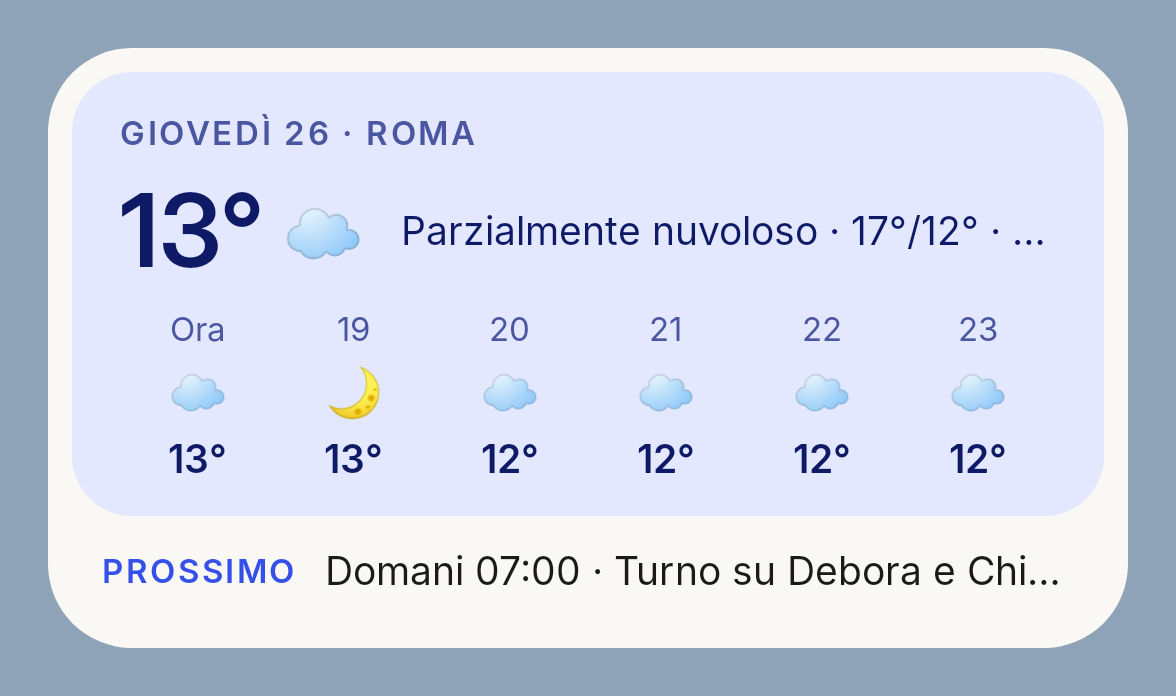 GIOVEDÌ 26 · ROMA
13° Parzialmente nuvoloso · 17°/12° · ...
Ora 19 20 21 22 23
13° 13° 12° 12° 12° 12°
PROSSIMO Domani 07:00 · Turno su Debora e Chi...